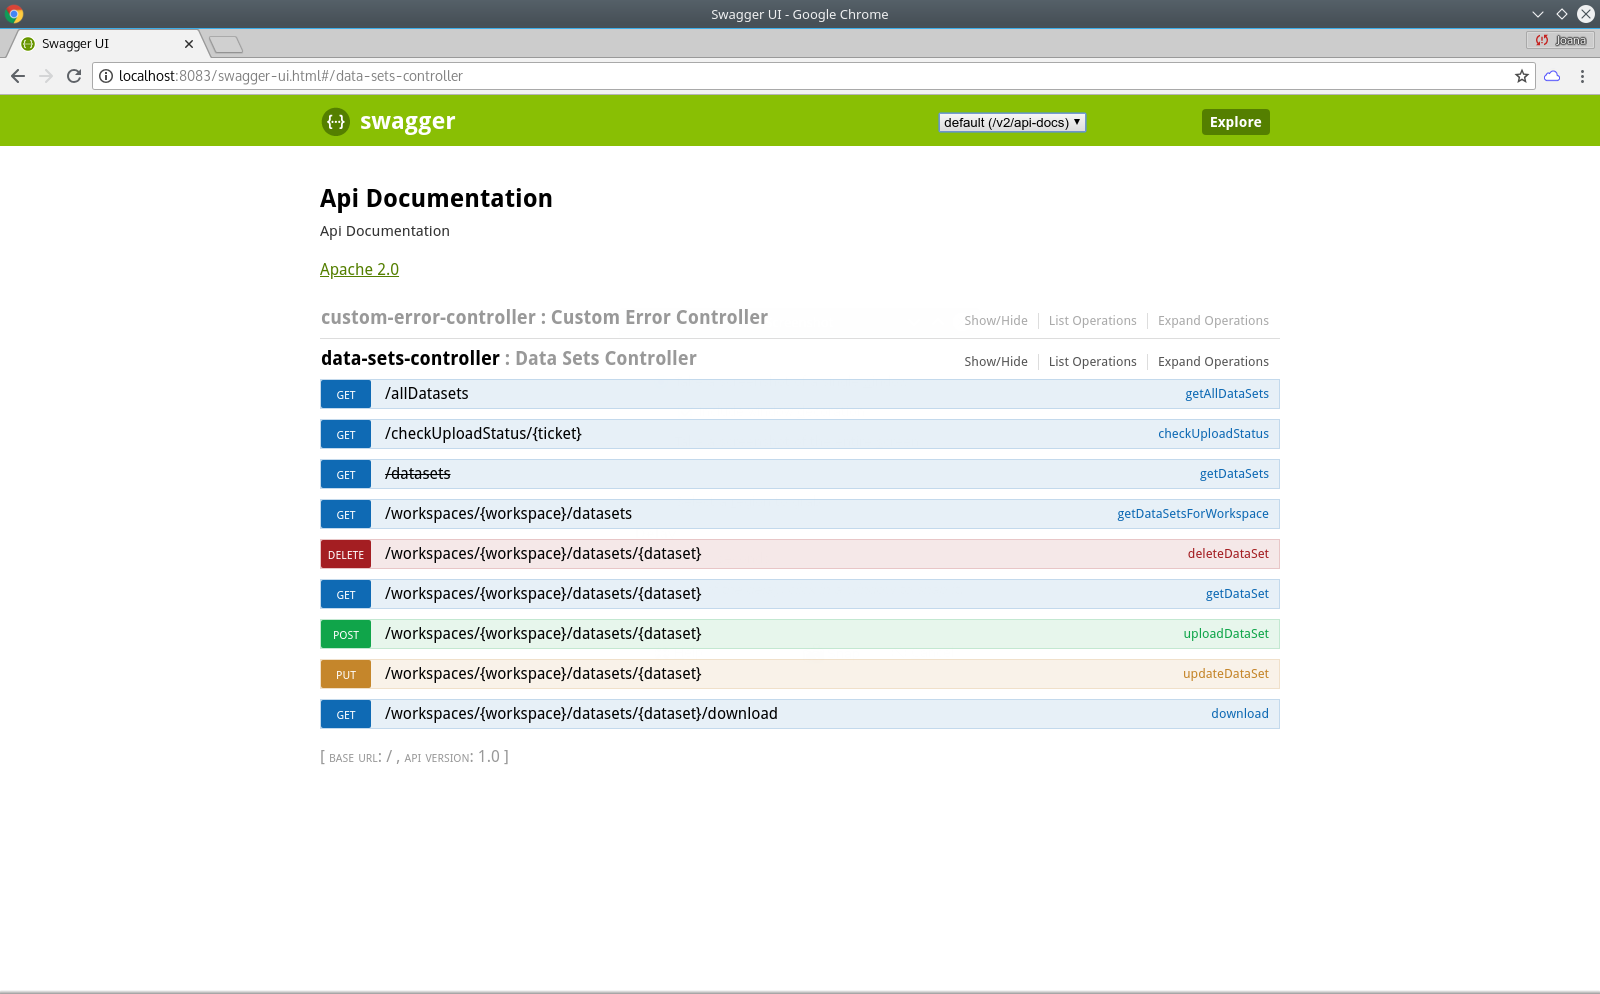 Swagger UI - Google Chrome
Swagger UI
Joana
localhost:8083/swagger-ui.html#/data-sets-controller
{···} swagger
default (/v2/api-docs)
Explore
Api Documentation
Api Documentation
Apache 2.0
custom-error-controller : Custom Error Controller Show/Hide List Operations Expand Operations
data-sets-controller : Data Sets Controller Show/Hide List Operations Expand Operations
GET /allDatasets getAllDataSets
GET /checkUploadStatus/{ticket} checkUploadStatus
GET /datasets getDataSets
GET /workspaces/{workspace}/datasets getDataSetsForWorkspace
DELETE /workspaces/{workspace}/datasets/{dataset} deleteDataSet
GET /workspaces/{workspace}/datasets/{dataset} getDataSet
POST /workspaces/{workspace}/datasets/{dataset} uploadDataSet
PUT /workspaces/{workspace}/datasets/{dataset} updateDataSet
GET /workspaces/{workspace}/datasets/{dataset}/download download
[ BASE URL: / , API VERSION: 1.0 ]